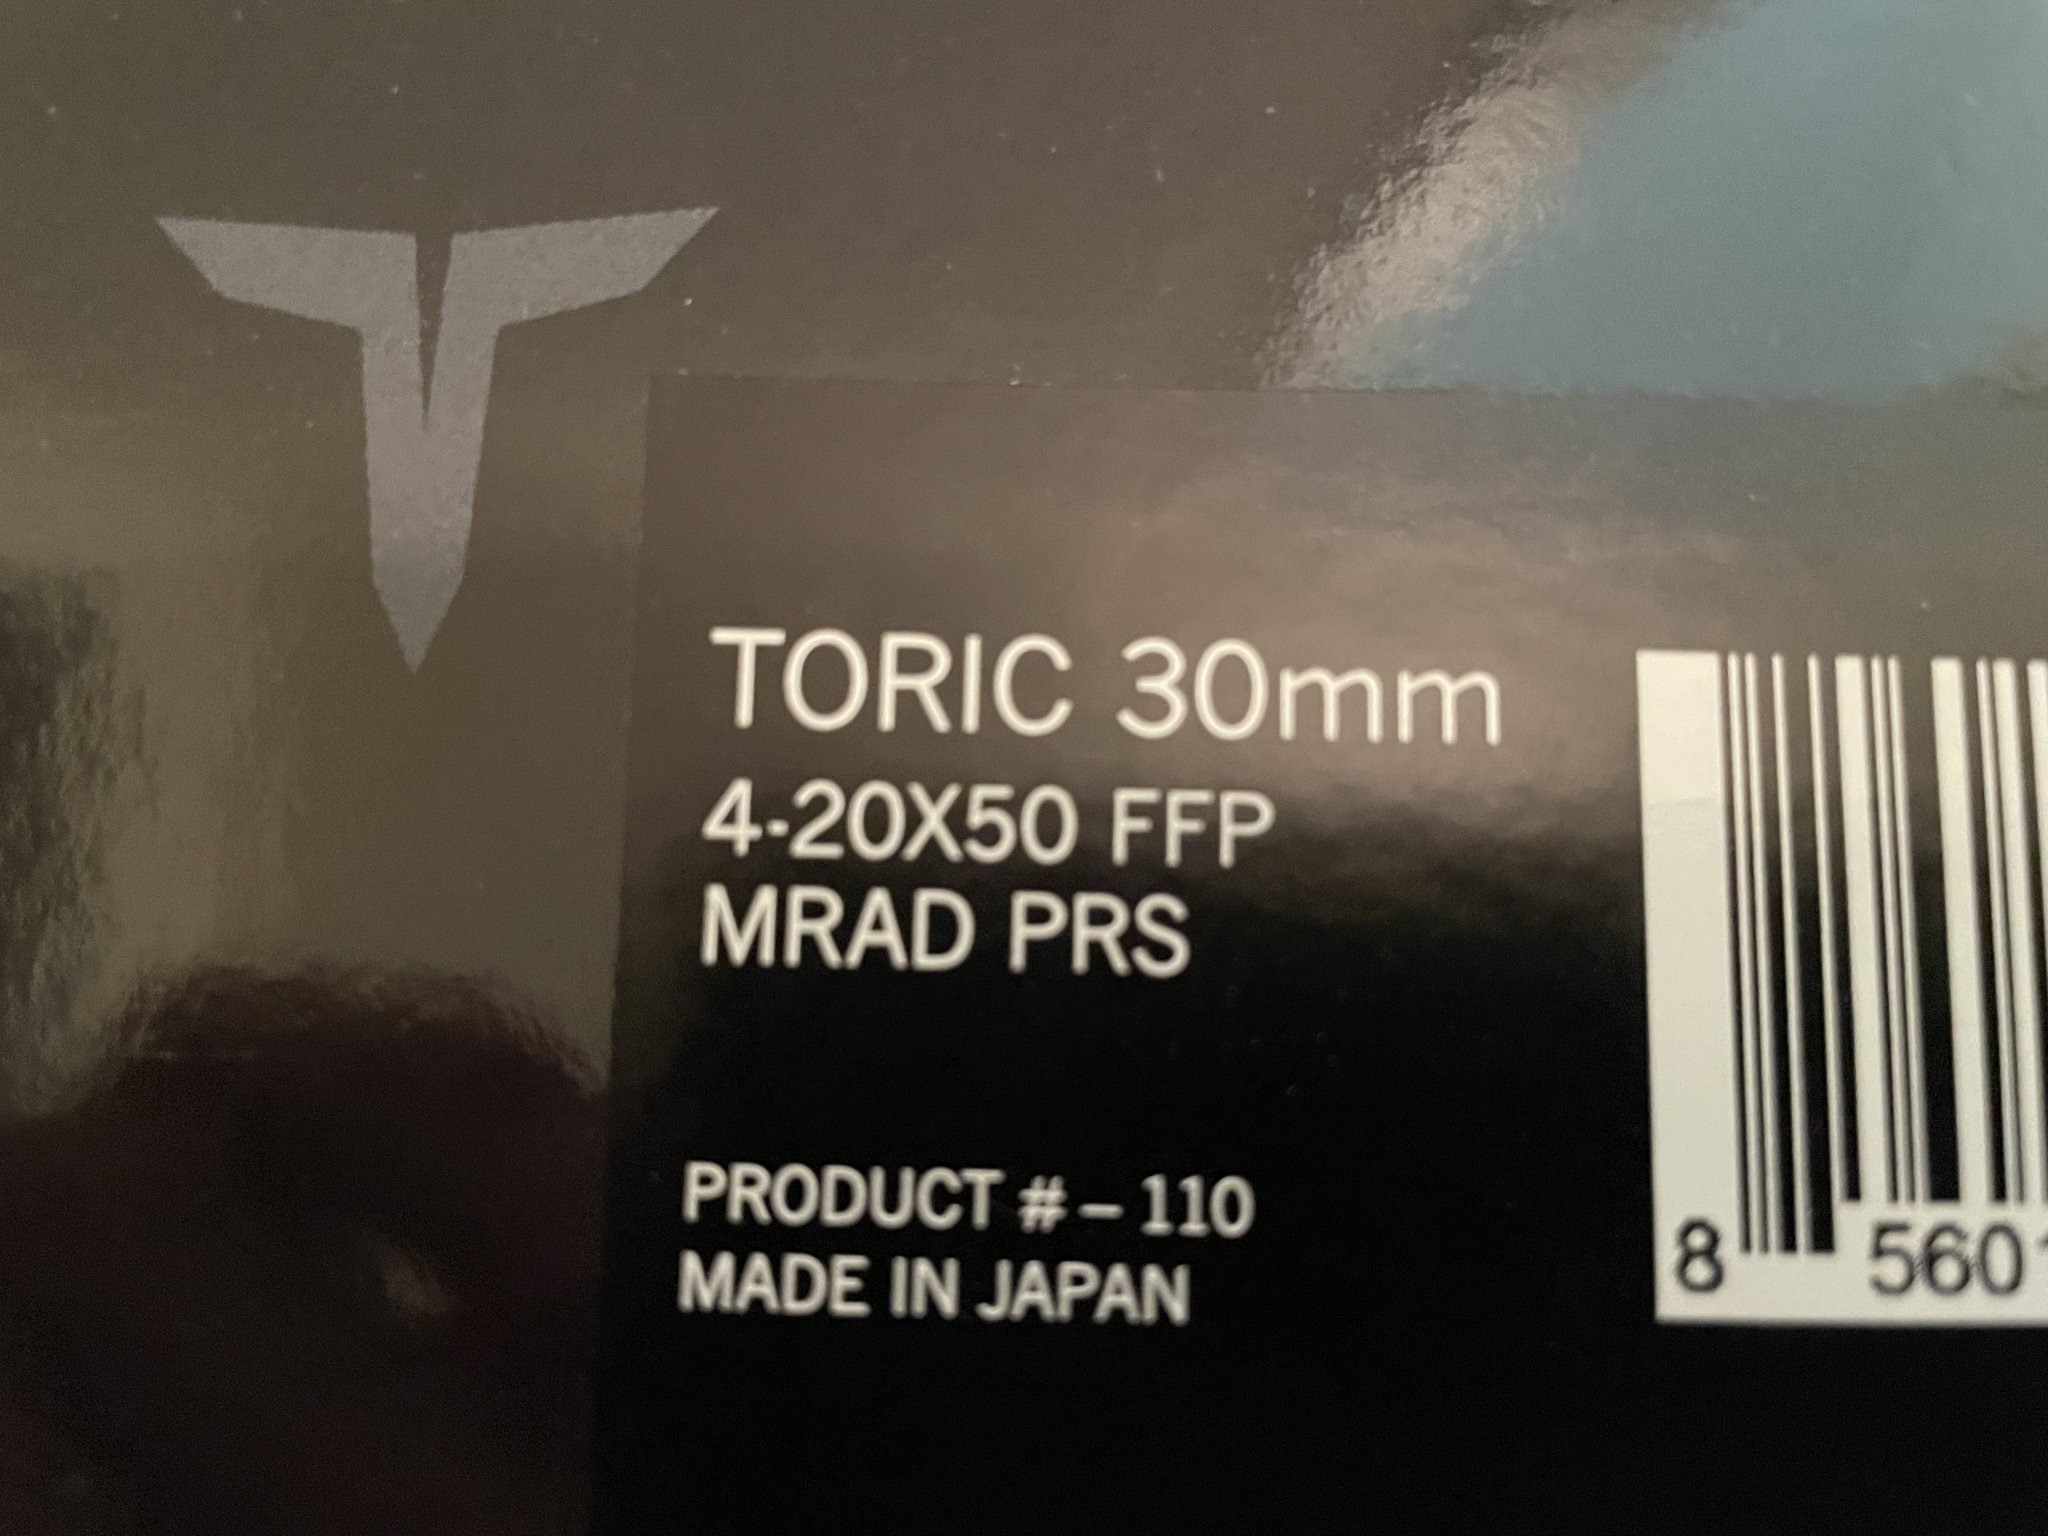 TORIC 30mm
4-20X50 FFP
MRAD PRS
PRODUCT # – 110
MADE IN JAPAN
8 560